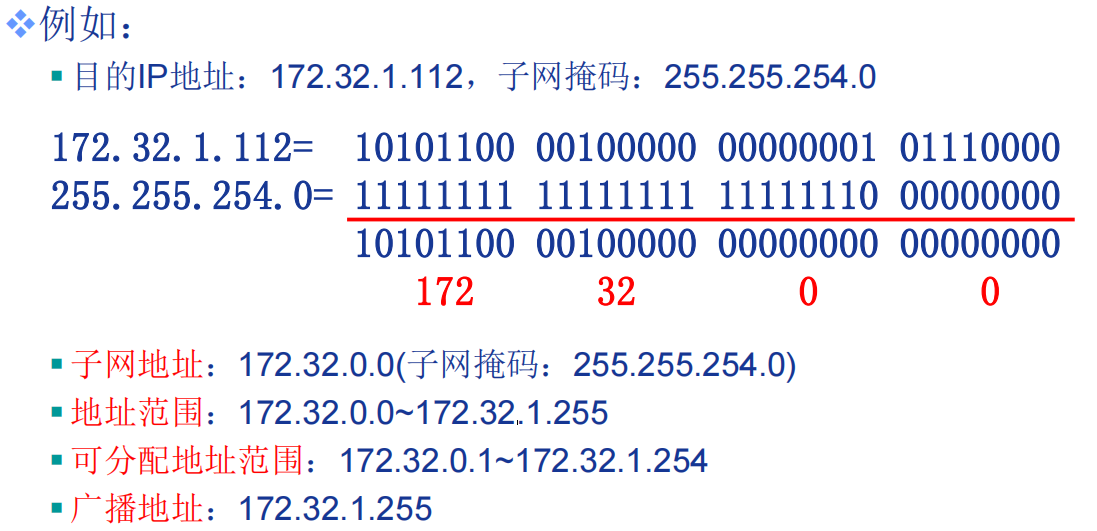 ❖例如：
▪目的IP地址：172.32.1.112，子网掩码：255.255.254.0
172.32.1.112= 10101100 00100000 00000001 01110000
255.255.254.0= 11111111 11111111 11111110 00000000
10101100 00100000 00000000 00000000
172 32 0 0
▪子网地址：172.32.0.0(子网掩码：255.255.254.0)
▪地址范围：172.32.0.0~172.32.1.255
▪可分配地址范围：172.32.0.1~172.32.1.254
▪广播地址：172.32.1.255